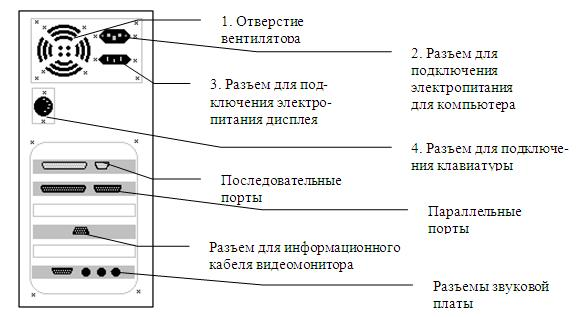 1. Отверстие
вентилятора
2. Разъем для
подключения
электропитания
для компьютера
3. Разъем для под-
ключения электро-
питания дисплея
4. Разъем для подключе-
ния клавиатуры
Последовательные
порты
Параллельные
порты
Разъем для информационного
кабеля видеомонитора
Разъемы звуковой
платы